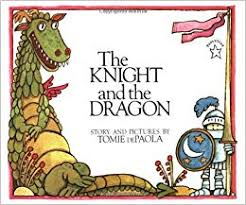 The
KNIGHT
and the
DRAGON
STORY AND PICTURES BY
TOMIE dePAOLA